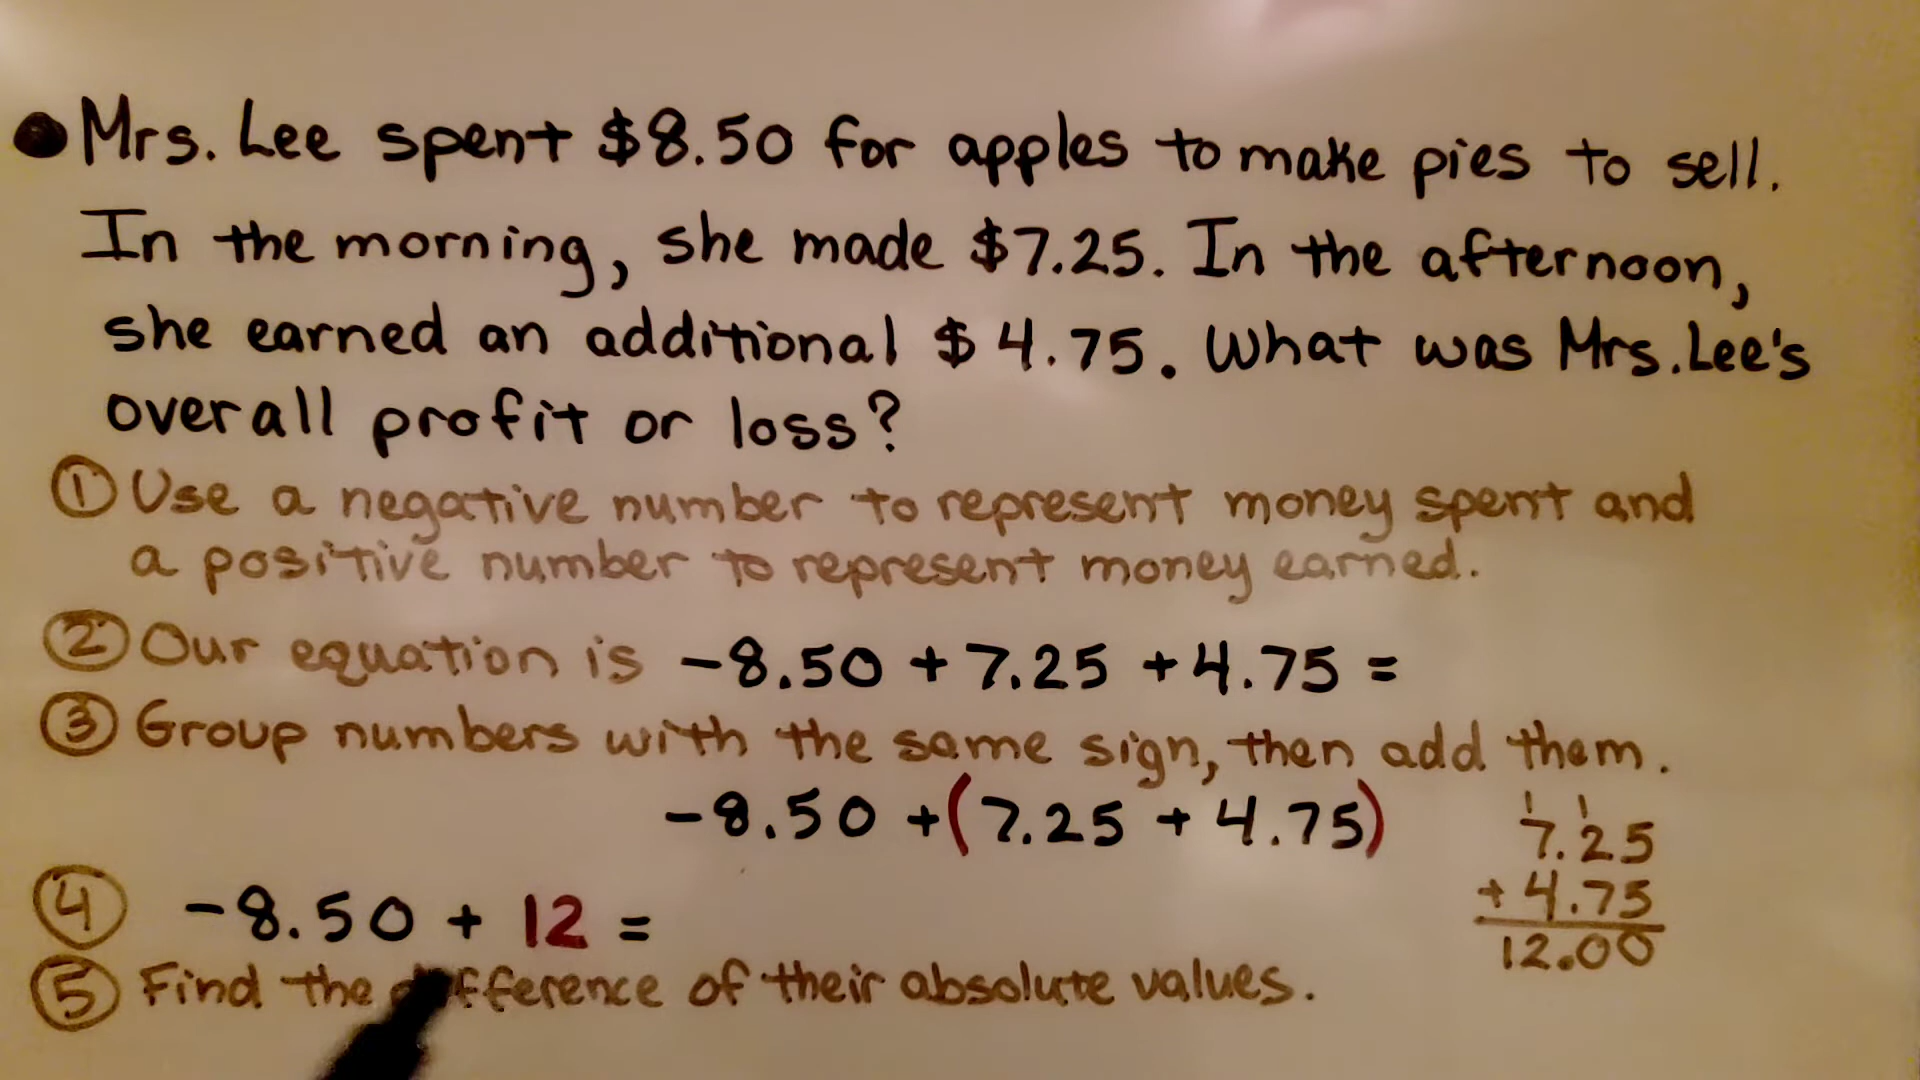 Mrs. Lee spent $8.50 for apples to make pies to sell.
In the morning, she made $7.25. In the afternoon,
she earned an additional $4.75. What was Mrs. Lee's
overall profit or loss?
① Use a negative number to represent money spent and
a positive number to represent money earned.
② Our equation is -8.50 + 7.25 + 4.75 =
③ Group numbers with the same sign, then add them.
-8.50 + (7.25 + 4.75)
1 1
7.25
+ 4.75
12.00
④ -8.50 + 12 =
⑤ Find the difference of their absolute values.